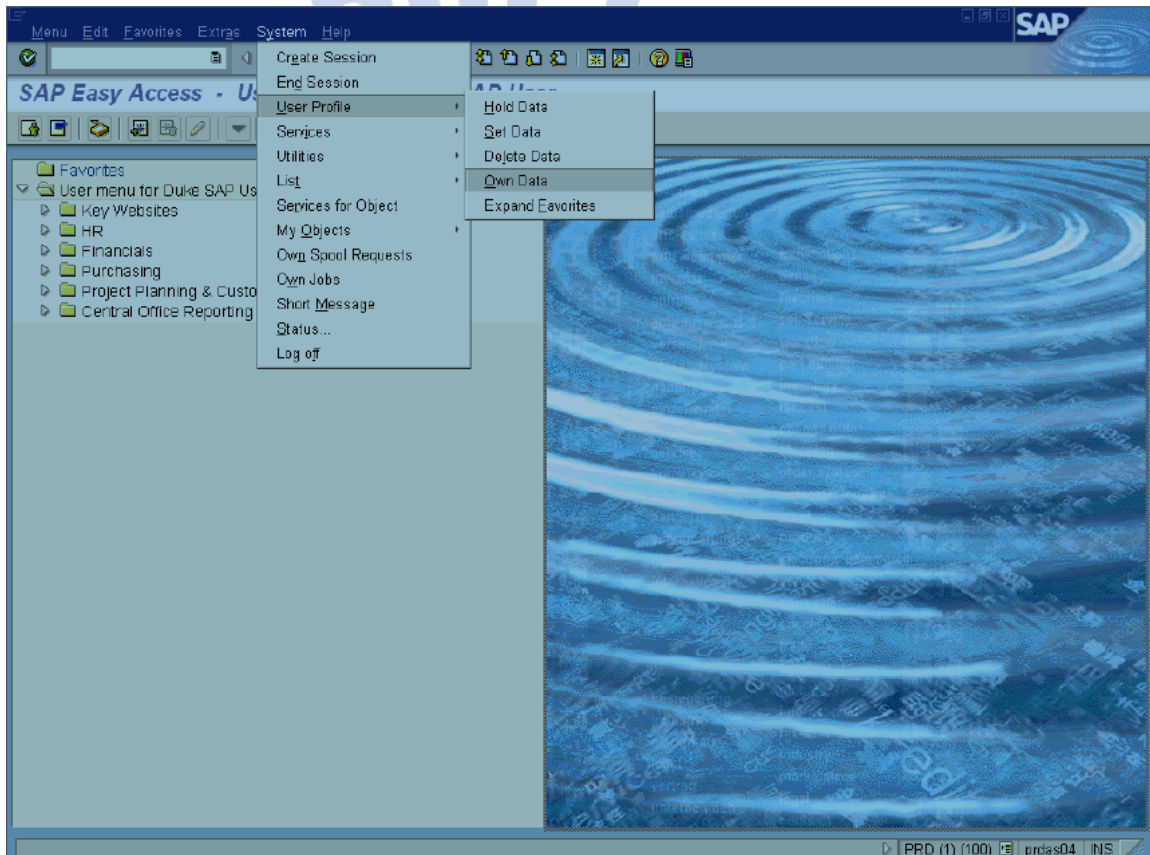 Menu Edit Favorites Extras System Help
SAP
SAP Easy Access - Us
Create Session
End Session
User Profile
Services
Utilities
List
Services for Object
My Objects
Own Spool Requests
Own Jobs
Short Message
Status...
Log off
Hold Data
Set Data
Delete Data
Own Data
Expand Favorites
Favorites
User menu for Duke SAP Us
Key Websites
HR
Financials
Purchasing
Project Planning & Custo
Central Office Reporting
PRD (1) (100) prdas04 INS